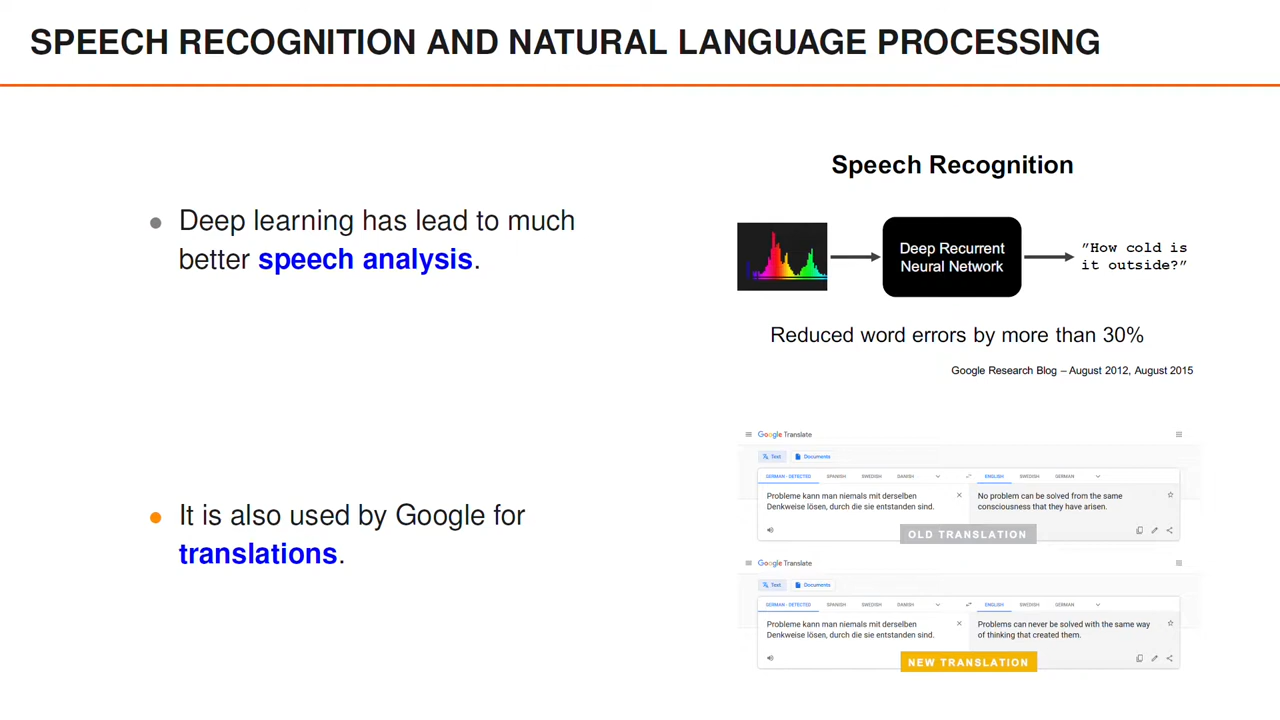 SPEECH RECOGNITION AND NATURAL LANGUAGE PROCESSING
Deep learning has lead to much
better speech analysis.
Speech Recognition
Deep Recurrent
Neural Network
”How cold is
it outside?”
Reduced word errors by more than 30%
Google Research Blog – August 2012, August 2015
It is also used by Google for
translations.
Google Translate
Text Documents
GERMAN - DETECTED SPANISH SWEDISH DANISH ENGLISH SWEDISH GERMAN
Probleme kann man niemals mit derselben
Denkweise lösen, durch die sie entstanden sind.
No problem can be solved from the same
consciousness that they have arisen.
OLD TRANSLATION
Google Translate
Text Documents
GERMAN - DETECTED SPANISH SWEDISH DANISH ENGLISH SWEDISH GERMAN
Probleme kann man niemals mit derselben
Denkweise lösen, durch die sie entstanden sind.
Problems can never be solved with the same way
of thinking that created them.
NEW TRANSLATION